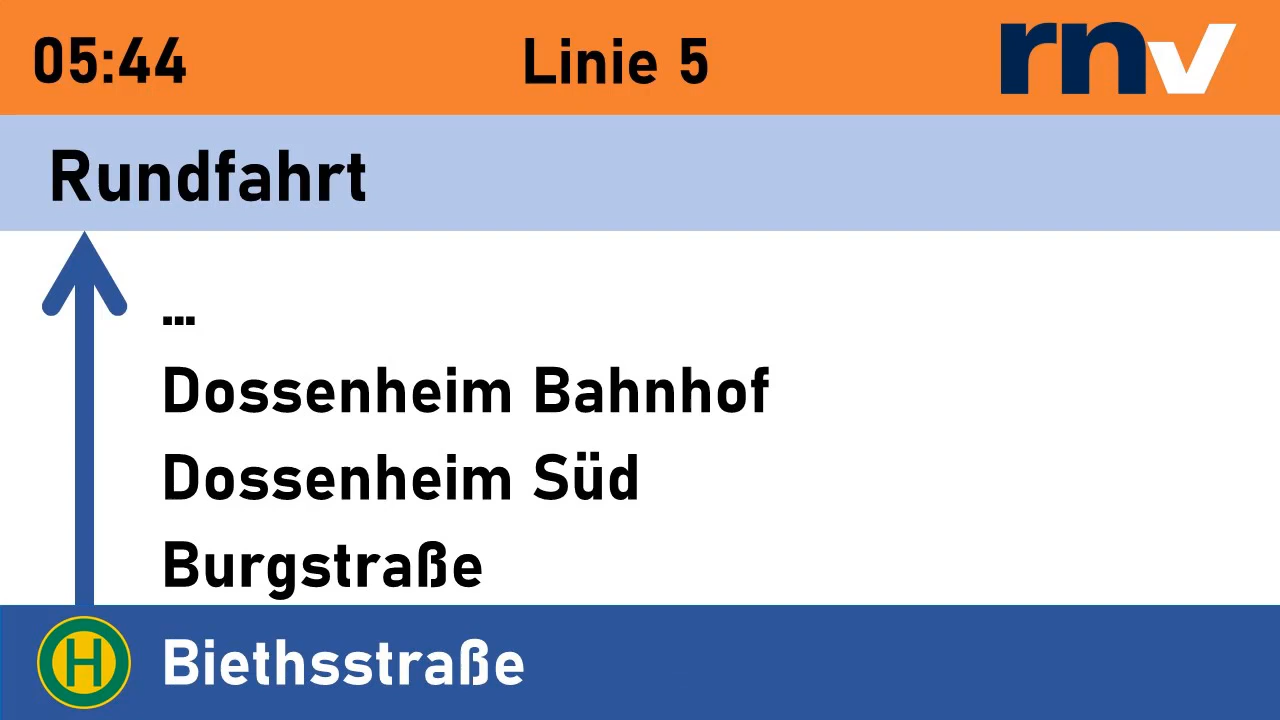 05:44 Linie 5 rnv
Rundfahrt
...
Dossenheim Bahnhof
Dossenheim Süd
Burgstraße
H Biethsstraße